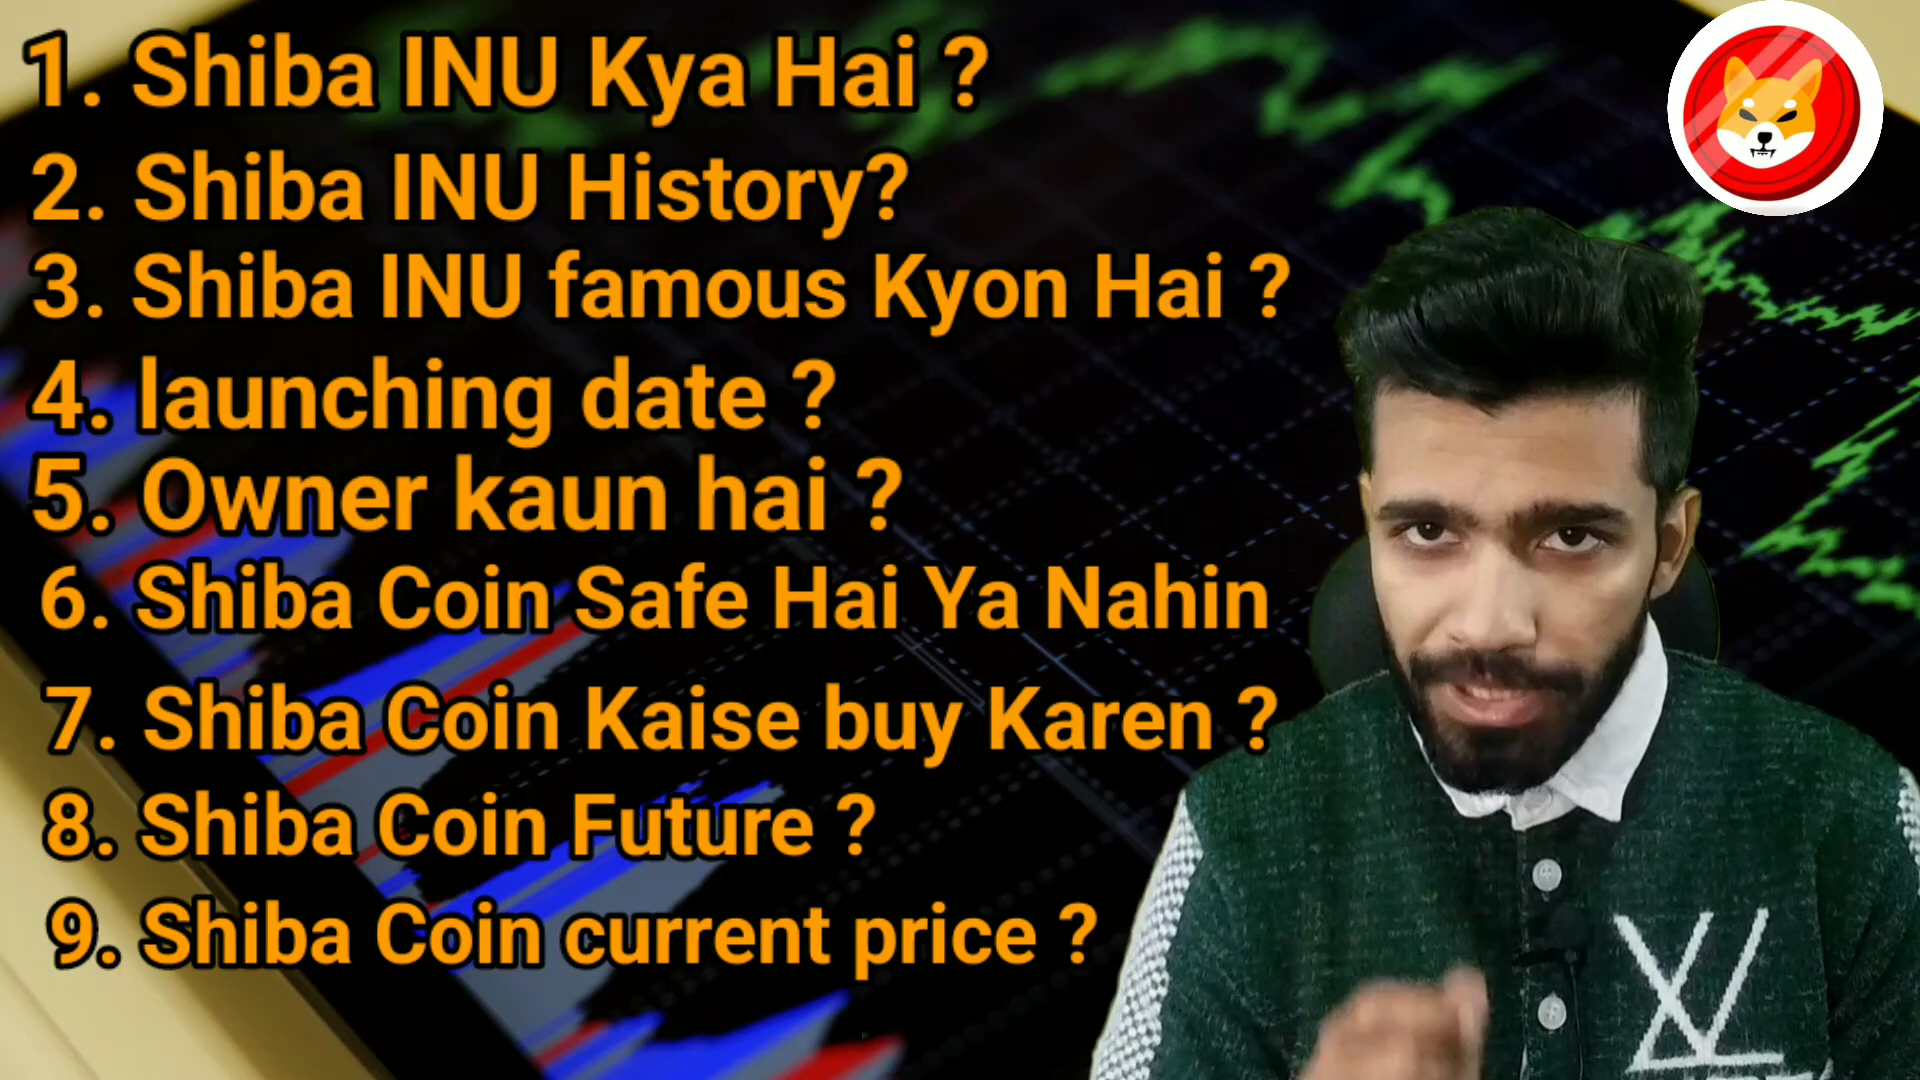 1. Shiba INU Kya Hai ?
2. Shiba INU History?
3. Shiba INU famous Kyon Hai ?
4. launching date ?
5. Owner kaun hai ?
6. Shiba Coin Safe Hai Ya Nahin
7. Shiba Coin Kaise buy Karen ?
8. Shiba Coin Future ?
9. Shiba Coin current price ?